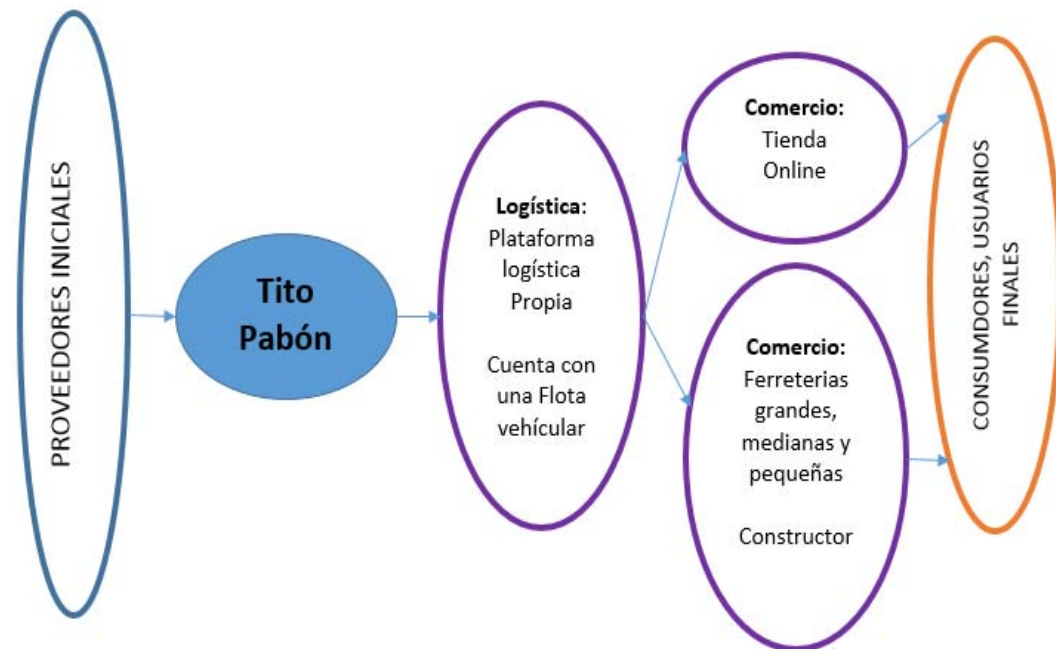 PROVEEDORES INICIALES
Tito
Pabón
Logística:
Plataforma
logística
Propia
Cuenta con
una Flota
vehícular
Comercio:
Tienda
Online
Comercio:
Ferreterias
grandes,
medianas y
pequeñas
Constructor
CONSUMDORES, USUARIOS
FINALES